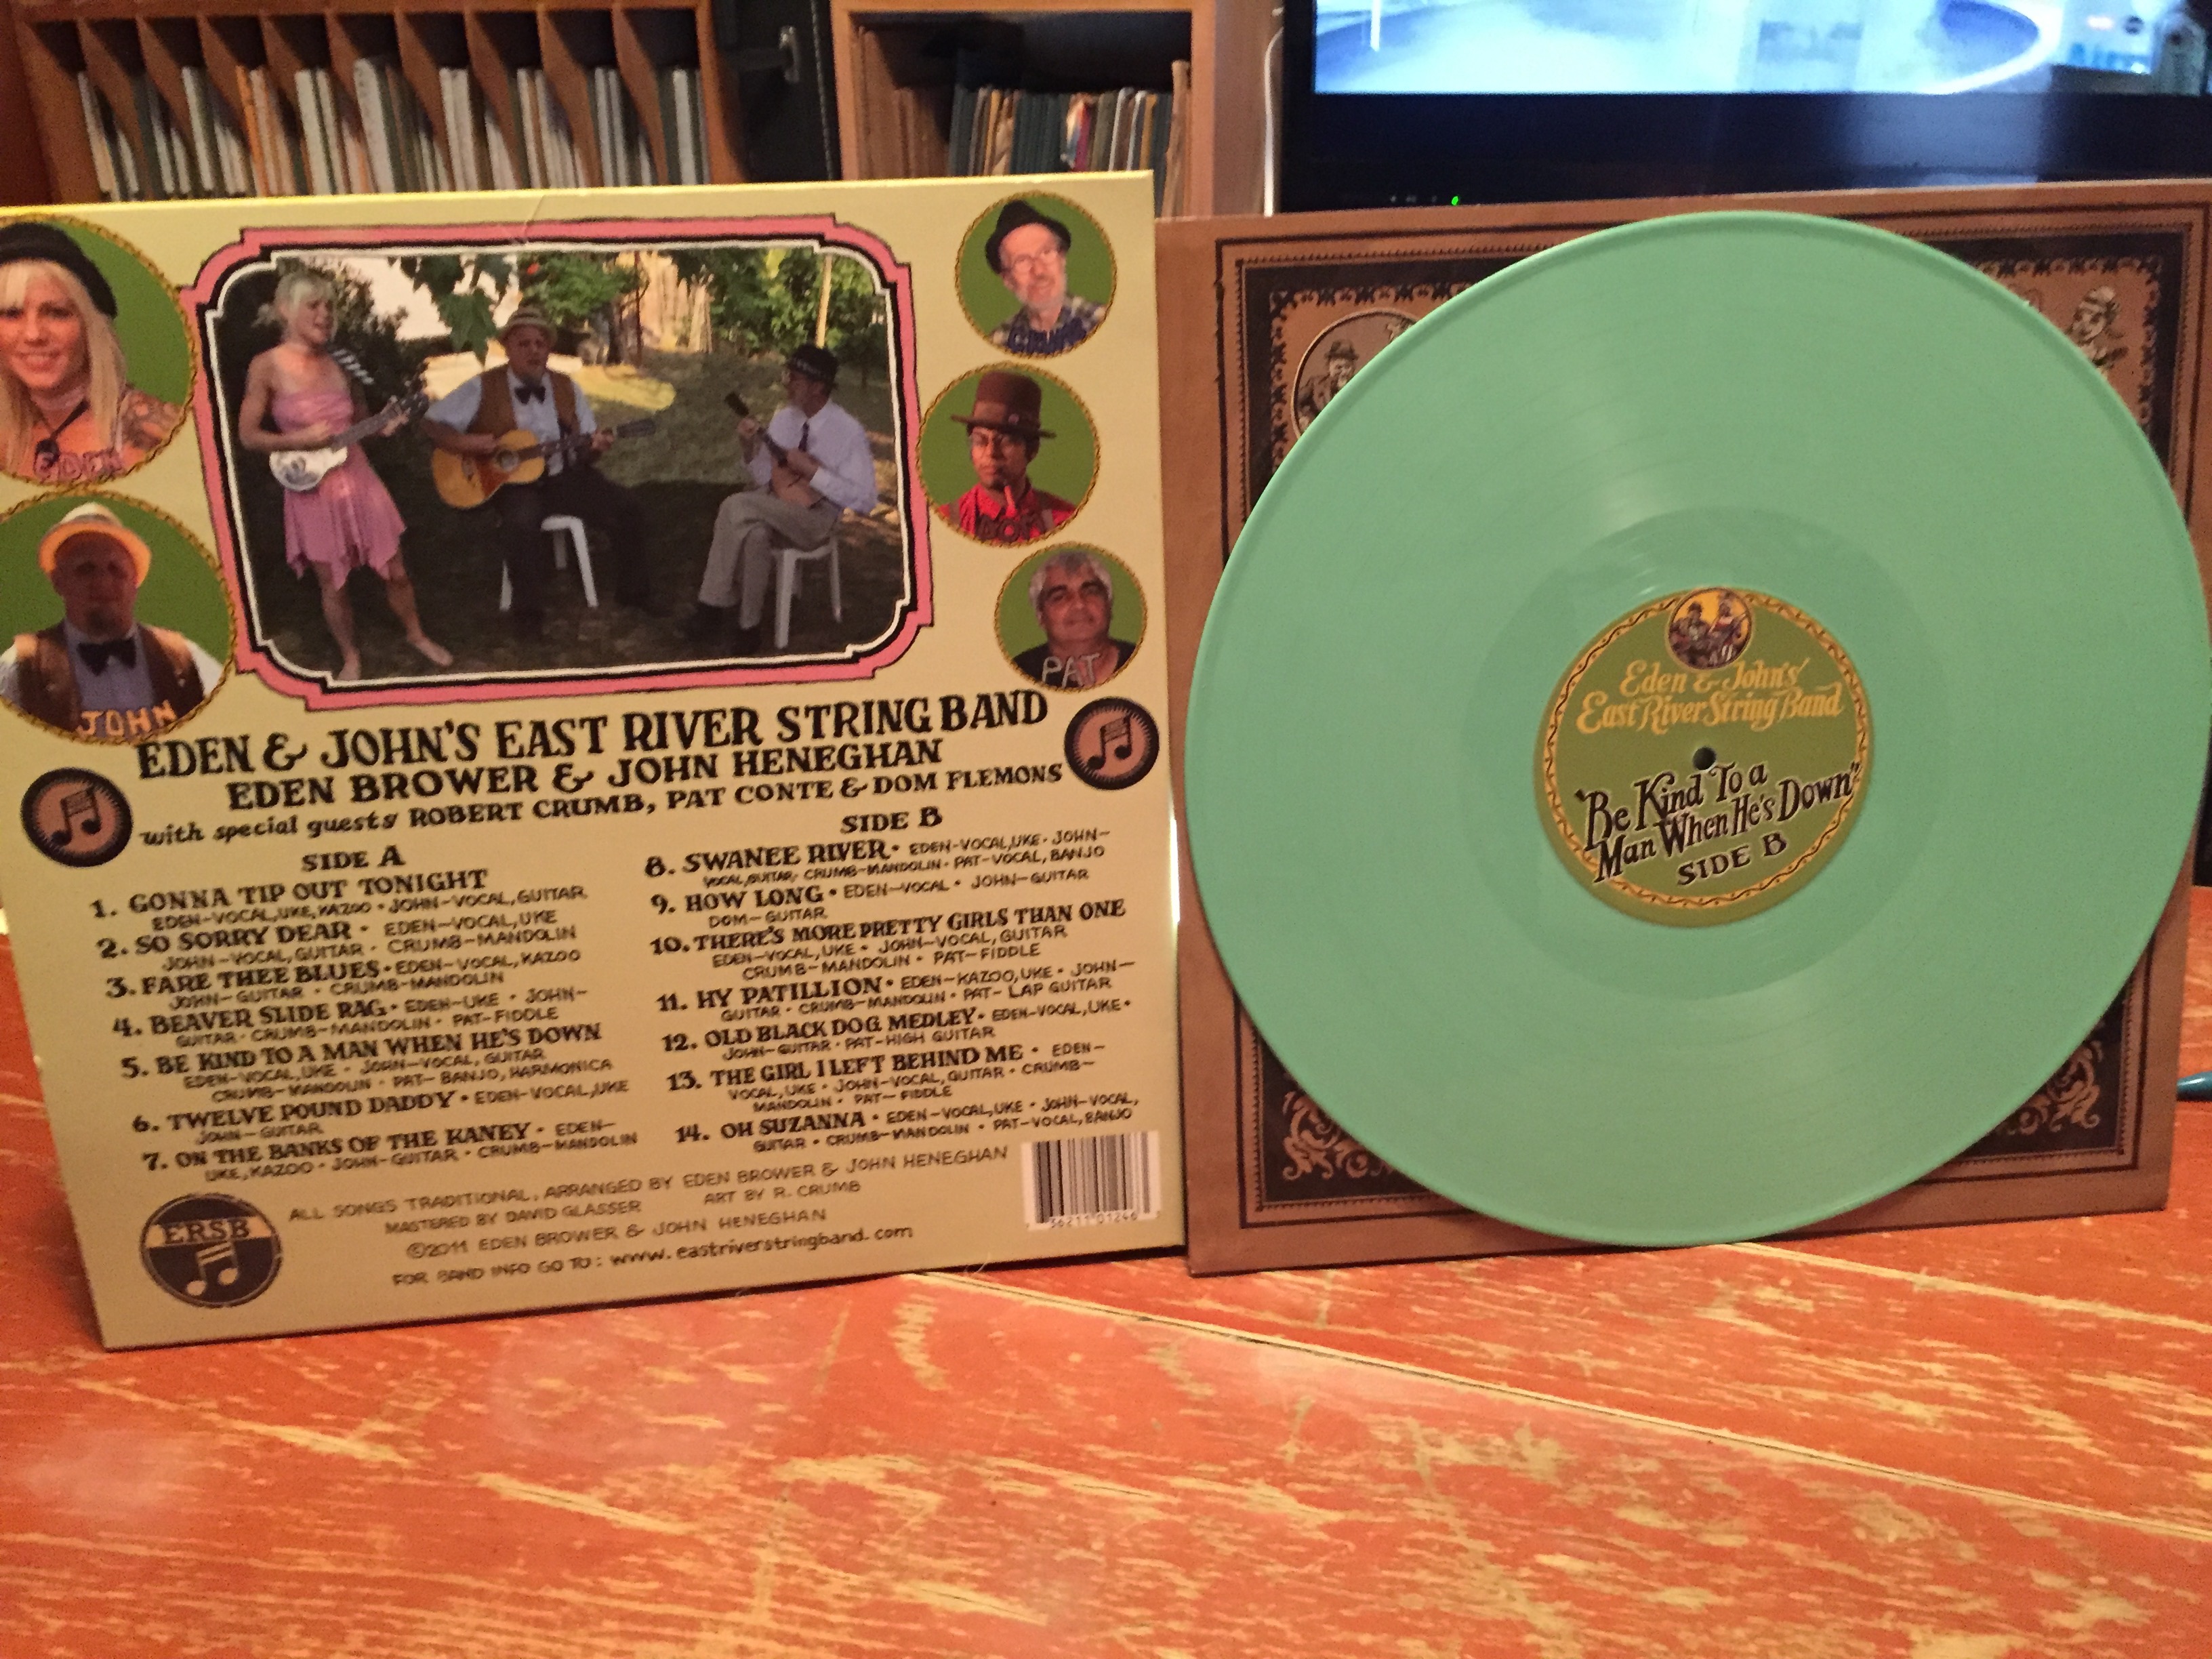 EDEN
JOHN
CRUMB
DOM
PAT
EDEN & JOHN'S EAST RIVER STRING BAND
EDEN BROWER & JOHN HENEGHAN
with special guests ROBERT CRUMB, PAT CONTE & DOM FLEMONS
SIDE A
1. GONNA TIP OUT TONIGHT
EDEN-VOCAL,UKE,KAZOO • JOHN-VOCAL,GUITAR
2. SO SORRY DEAR • EDEN-VOCAL,UKE
JOHN-VOCAL,GUITAR • CRUMB-MANDOLIN
3. FARE THEE BLUES • EDEN-VOCAL,KAZOO
JOHN-GUITAR • CRUMB-MANDOLIN
4. BEAVER SLIDE RAG • EDEN-UKE • JOHN-
GUITAR • CRUMB-MANDOLIN • PAT-FIDDLE
5. BE KIND TO A MAN WHEN HE'S DOWN
EDEN-VOCAL,UKE • JOHN-VOCAL, GUITAR
CRUMB-MANDOLIN • PAT-BANJO, HARMONICA
6. TWELVE POUND DADDY • EDEN-VOCAL,UKE
JOHN-GUITAR
7. ON THE BANKS OF THE KANEY • EDEN-
UKE,KAZOO • JOHN-GUITAR • CRUMB-MANDOLIN
SIDE B
8. SWANEE RIVER • EDEN-VOCAL,UKE • JOHN-
VOCAL,GUITAR, CRUMB-MANDOLIN • PAT-VOCAL, BANJO
9. HOW LONG • EDEN-VOCAL • JOHN-GUITAR
DOM-GUITAR
10. THERE'S MORE PRETTY GIRLS THAN ONE
EDEN-VOCAL,UKE • JOHN-VOCAL, GUITAR
CRUMB-MANDOLIN • PAT-FIDDLE
11. HY PATILLION • EDEN-KAZOO,UKE • JOHN-
GUITAR • CRUMB-MANDOLIN • PAT-LAP GUITAR
12. OLD BLACK DOG MEDLEY • EDEN-VOCAL,UKE •
JOHN-GUITAR • PAT-HIGH GUITAR
13. THE GIRL I LEFT BEHIND ME • EDEN-
VOCAL,UKE • JOHN-VOCAL,GUITAR • CRUMB-
MANDOLIN • PAT-FIDDLE
14. OH SUZANNA • EDEN-VOCAL,UKE • JOHN-VOCAL,
GUITAR • CRUMB-MANDOLIN • PAT-VOCAL,BANJO
ALL SONGS TRADITIONAL, ARRANGED BY EDEN BROWER & JOHN HENEGHAN
MASTERED BY DAVID GLASSER ART BY R. CRUMB
©2011 EDEN BROWER & JOHN HENEGHAN
FOR BAND INFO GO TO: www.eastriverstringband.com
ERSB
Eden & John's
East River String Band
"Be Kind To a
Man When He's Down"
SIDE B